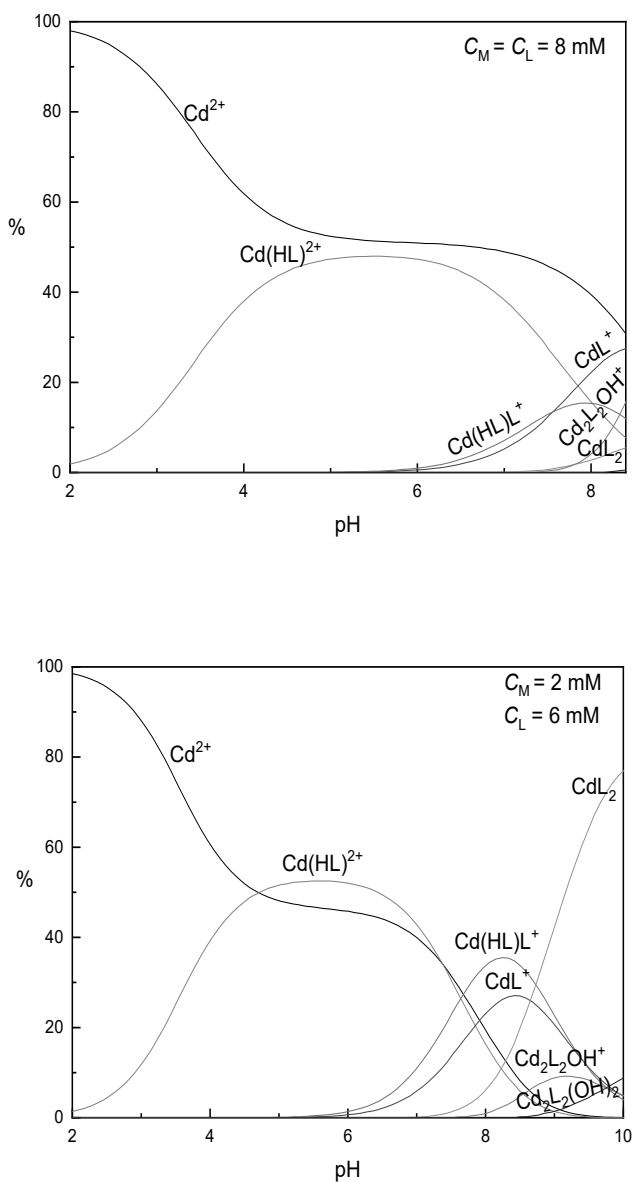 C_M = C_L = 8 mM
100
80
60
40
20
0
%
Cd²⁺
Cd(HL)²⁺
Cd(HL)L⁺
CdL⁺
Cd₂L₂OH⁺
CdL₂
2 4 6 8
pH
C_M = 2 mM
C_L = 6 mM
100
80
60
40
20
0
%
Cd²⁺
Cd(HL)²⁺
Cd(HL)L⁺
CdL⁺
CdL₂
Cd₂L₂OH⁺
Cd₂L₂(OH)₂
2 4 6 8 10
pH